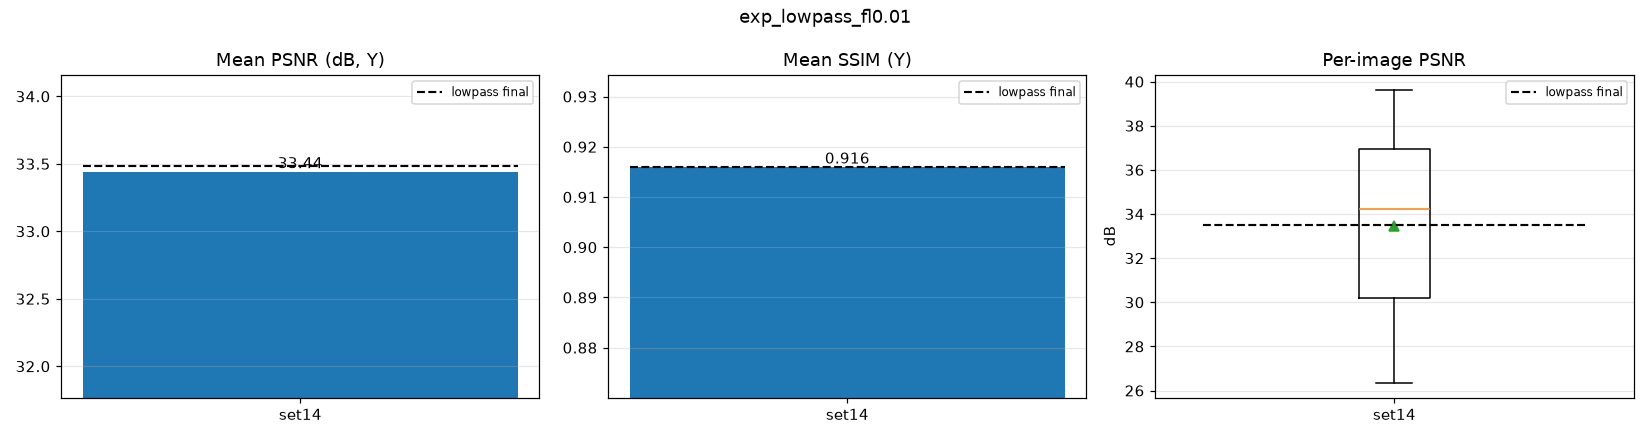 exp_lowpass_fl0.01
Mean PSNR (dB, Y)
lowpass final
34.0
33.5
33.0
32.5
32.0
33.44
set14
Mean SSIM (Y)
lowpass final
0.93
0.92
0.91
0.90
0.89
0.88
0.916
set14
Per-image PSNR
lowpass final
dB
40
38
36
34
32
30
28
26
set14